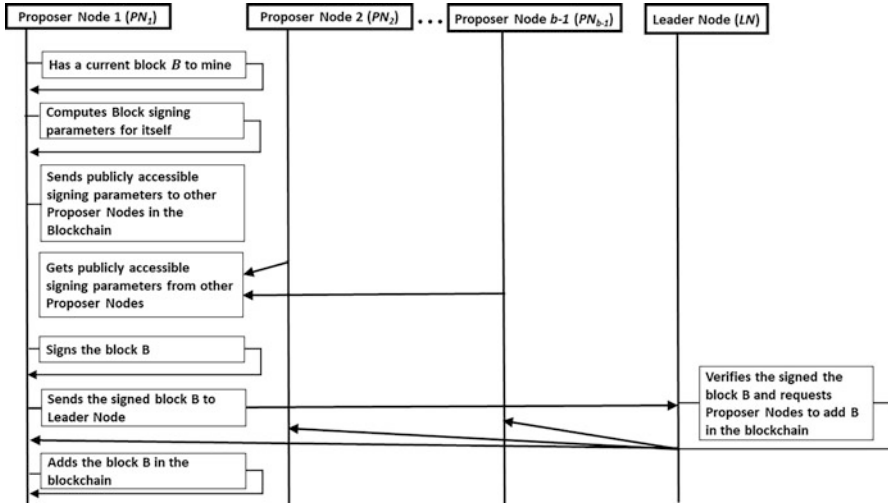 Proposer Node 1 (PN1)
Proposer Node 2 (PN2)
...
Proposer Node b-1 (PNb-1)
Leader Node (LN)
Has a current block B to mine
Computes Block signing
parameters for itself
Sends publicly accessible
signing parameters to other
Proposer Nodes in the
Blockchain
Gets publicly accessible
signing parameters from other
Proposer Nodes
Signs the block B
Sends the signed block B to
Leader Node
Verifies the signed the
block B and requests
Proposer Nodes to add B
in the blockchain
Adds the block B in the
blockchain